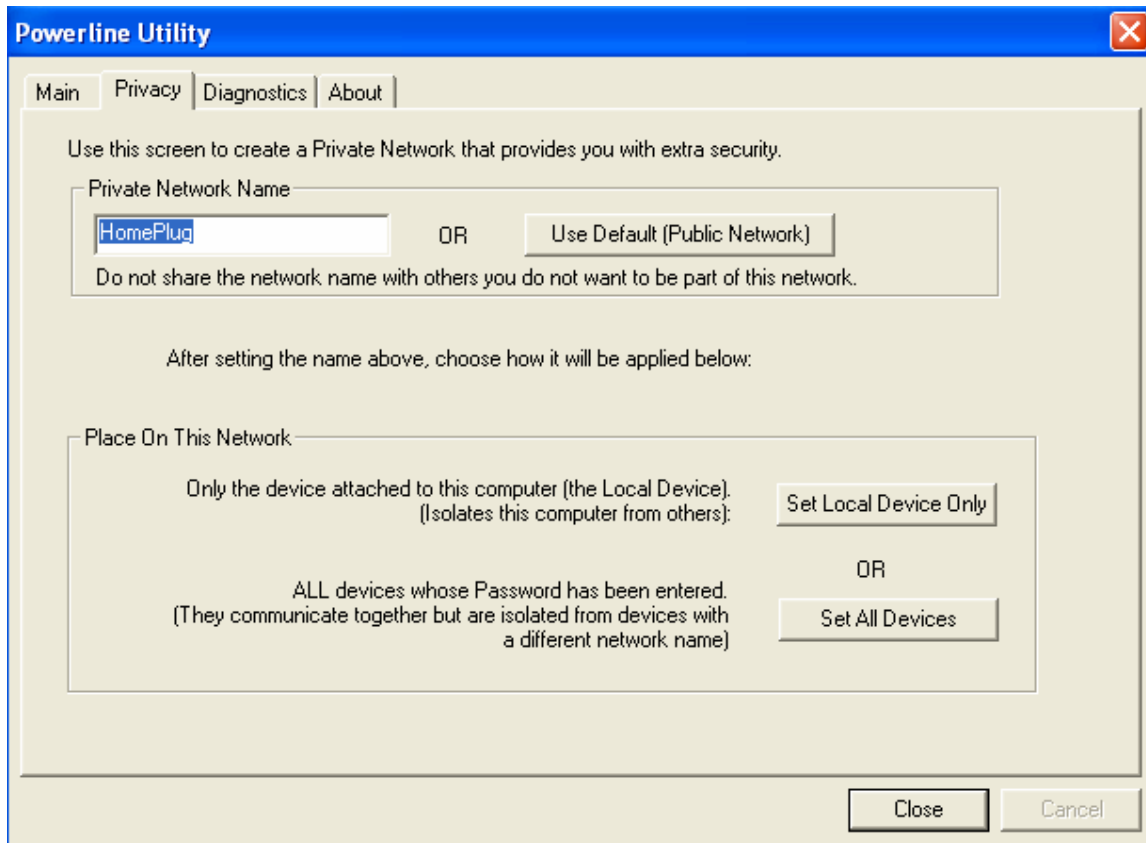 Powerline Utility
Main Privacy Diagnostics About
Use this screen to create a Private Network that provides you with extra security.
Private Network Name
HomePlug OR Use Default (Public Network)
Do not share the network name with others you do not want to be part of this network.
After setting the name above, choose how it will be applied below:
Place On This Network
Only the device attached to this computer (the Local Device).
(Isolates this computer from others):
Set Local Device Only
OR
ALL devices whose Password has been entered.
(They communicate together but are isolated from devices with
a different network name)
Set All Devices
Close Cancel